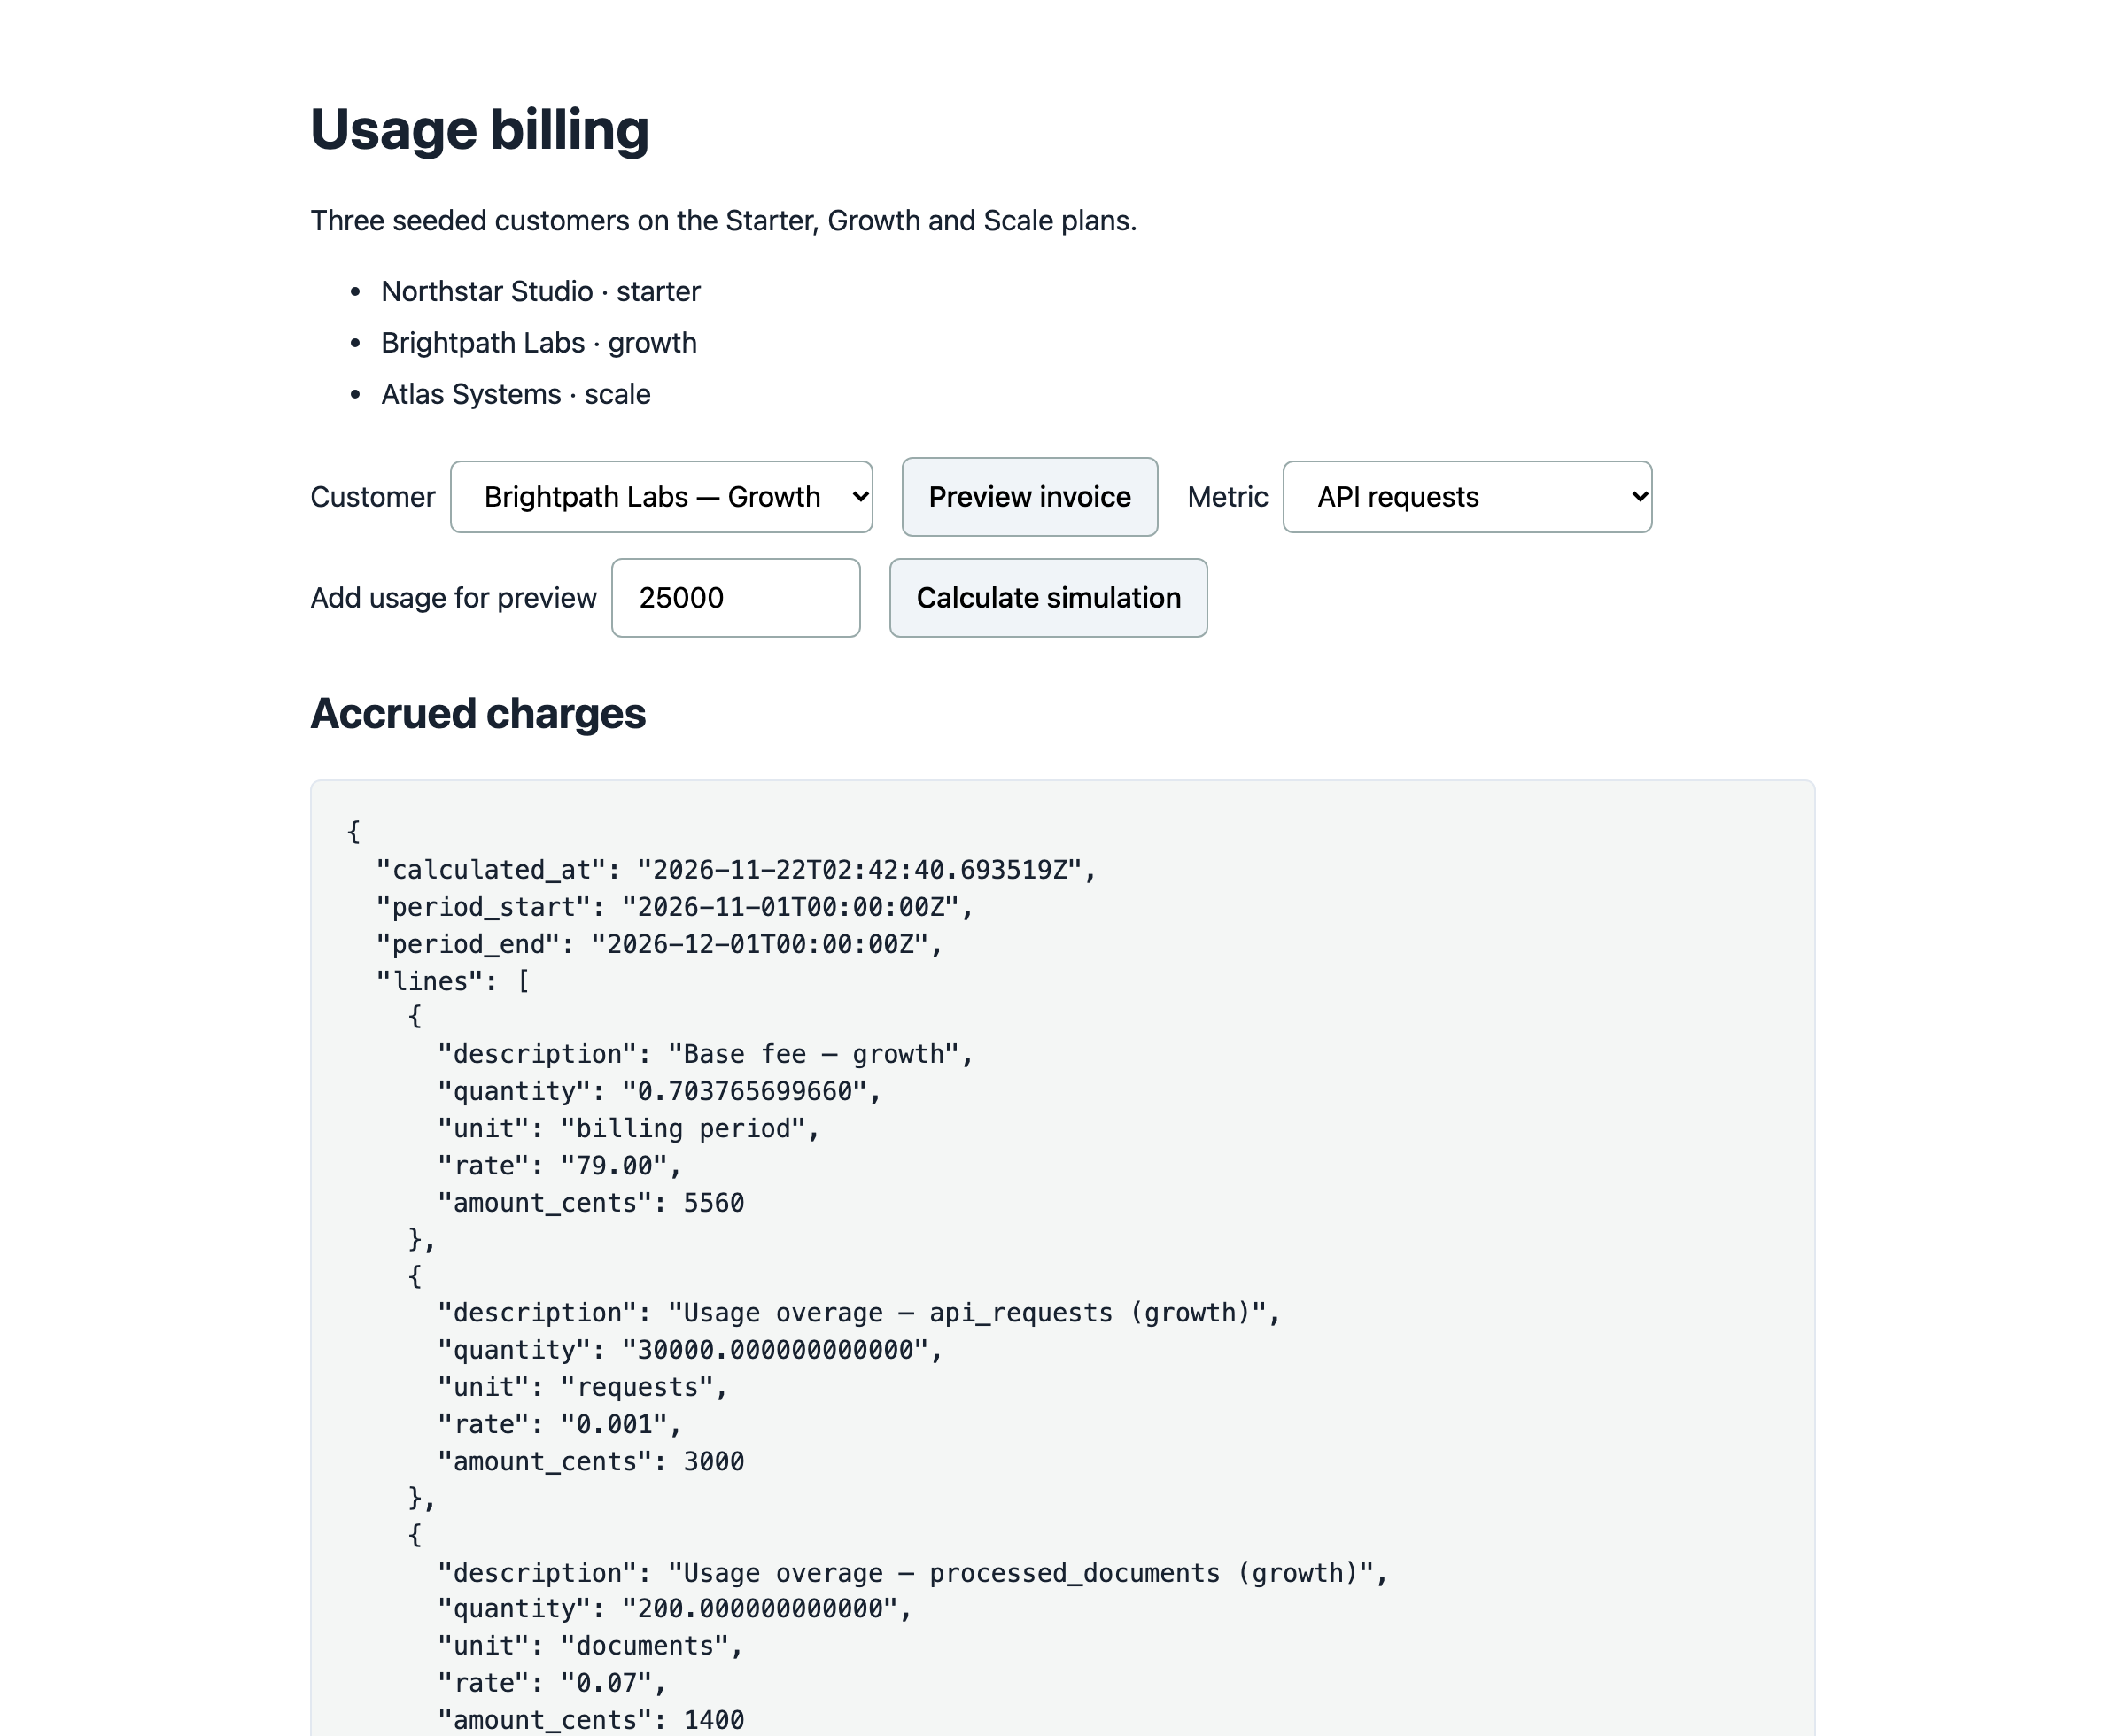 Usage billing
Three seeded customers on the Starter, Growth and Scale plans.
• Northstar Studio · starter
• Brightpath Labs · growth
• Atlas Systems · scale
Customer Brightpath Labs — Growth Preview invoice Metric API requests
Add usage for preview 25000 Calculate simulation
Accrued charges
{
  "calculated_at": "2026-11-22T02:42:40.693519Z",
  "period_start": "2026-11-01T00:00:00Z",
  "period_end": "2026-12-01T00:00:00Z",
  "lines": [
    {
      "description": "Base fee — growth",
      "quantity": "0.703765699660",
      "unit": "billing period",
      "rate": "79.00",
      "amount_cents": 5560
    },
    {
      "description": "Usage overage — api_requests (growth)",
      "quantity": "30000.000000000000",
      "unit": "requests",
      "rate": "0.001",
      "amount_cents": 3000
    },
    {
      "description": "Usage overage — processed_documents (growth)",
      "quantity": "200.000000000000",
      "unit": "documents",
      "rate": "0.07",
      "amount_cents": 1400